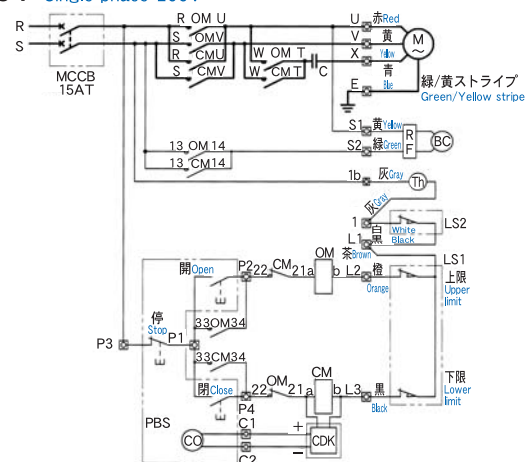 Single phase 200V
R
S
MCCB
15AT
R OM U
S OMV
R CMU
S CMV
W OM T
W CM T
C
U 赤Red
V 黄
X Yellow
青
Blue
E
M
緑/黄ストライプ
Green/Yellow stripe
S1 黄Yellow
S2 緑Green
R
F
BC
13 OM 14
13 CM 14
1b 灰Gray
Th
灰Gray
1
白
White
LS2
L1 黒
Black
茶Brown
LS1
開Open
P2
22 CM 21a
OM
b L2 橙
Orange
上限
Upper
limit
停
Stop
P3
P1
33OM34
33CM34
閉Close
22 OM 21a
CM
b L3 黒
Black
下限
Lower
limit
P4
PBS
CO
C1
C2
+
−
CDK